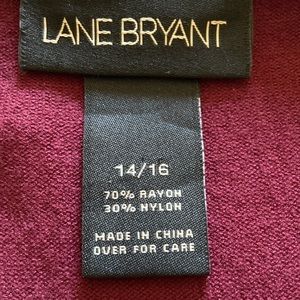 LANE BRYANT
14/16
70% RAYON
30% NYLON
MADE IN CHINA
OVER FOR CARE